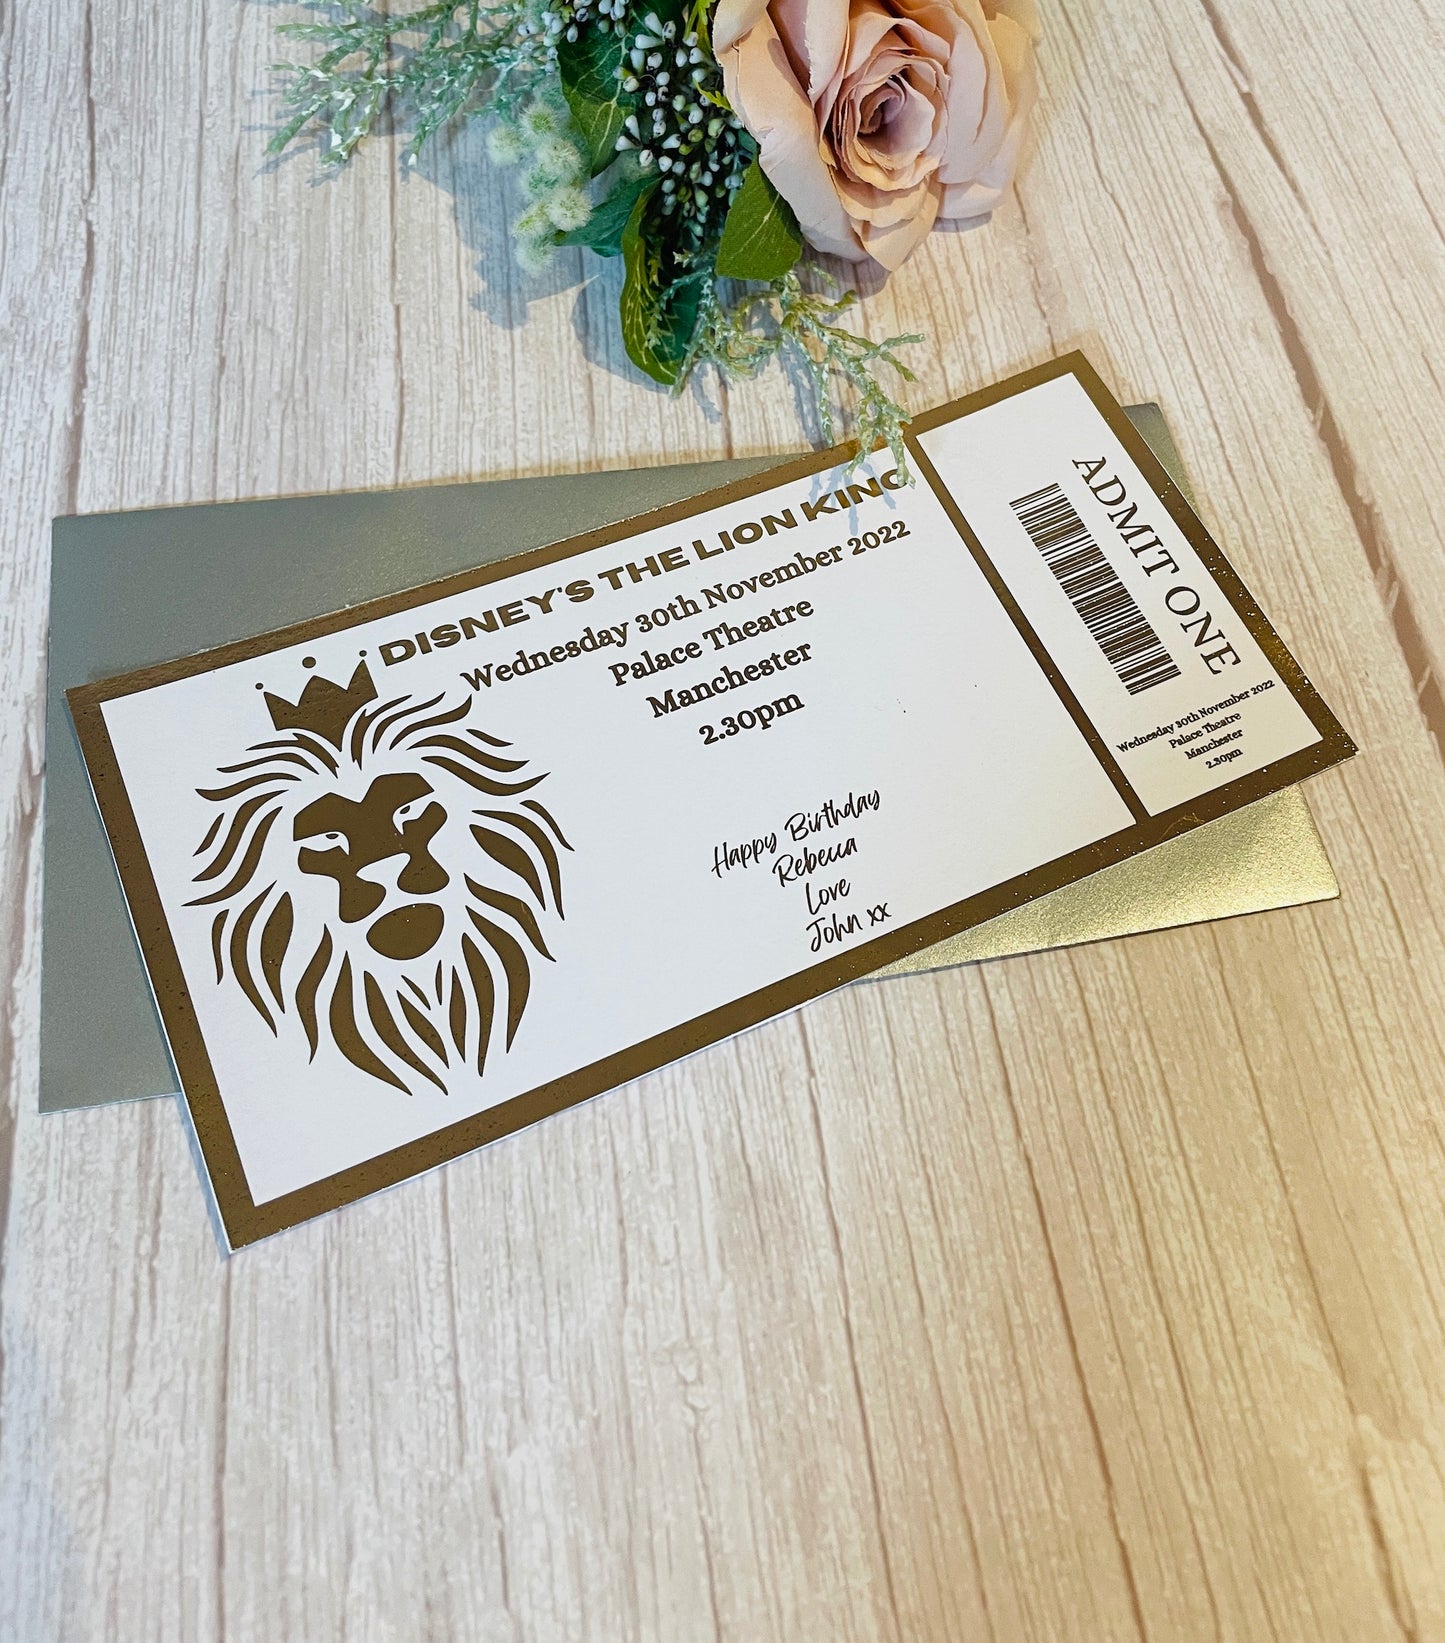 DISNEY'S THE LION KING
Wednesday 30th November 2022
Palace Theatre
Manchester
2.30pm
Happy Birthday
Rebecca
Love
John xx
ADMIT ONE
Wednesday 30th November 2022
Palace Theatre
Manchester
2.30pm